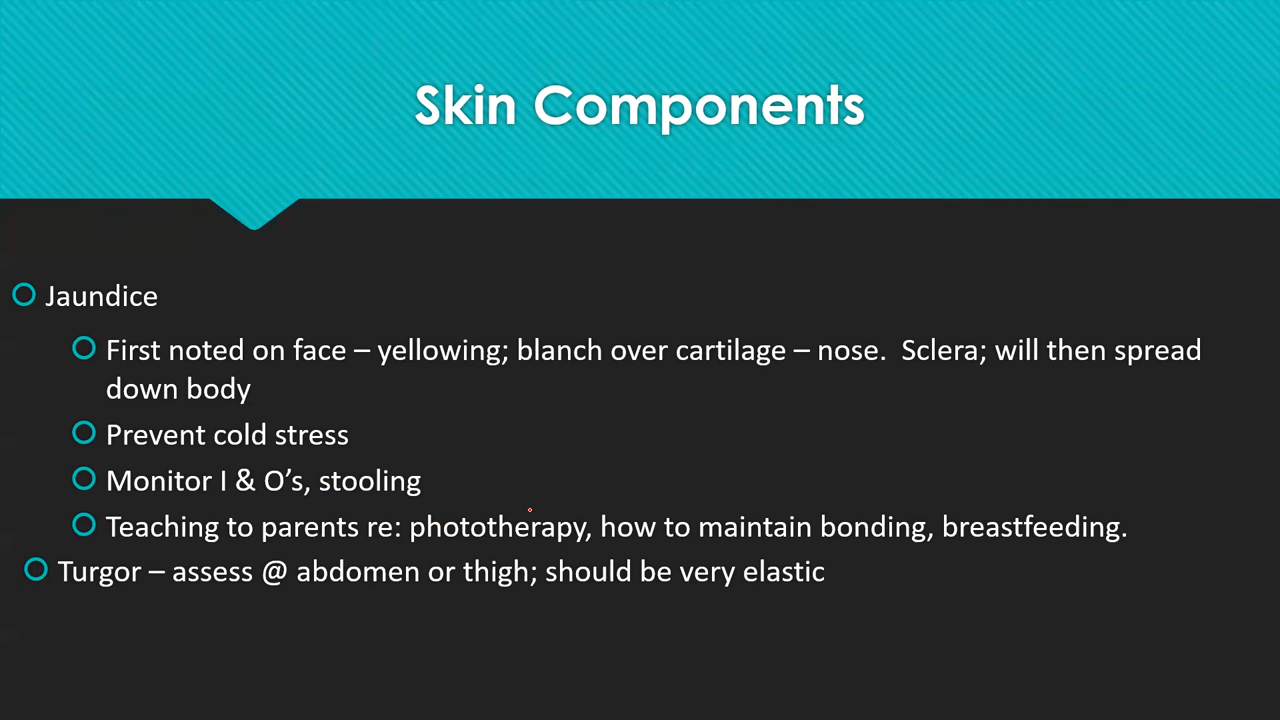 Skin Components
Jaundice
First noted on face – yellowing; blanch over cartilage – nose.  Sclera; will then spread
down body
Prevent cold stress
Monitor I & O’s, stooling
Teaching to parents re: phototherapy, how to maintain bonding, breastfeeding.
Turgor – assess @ abdomen or thigh; should be very elastic